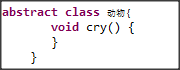 abstract class 动物{
void cry() {
}
}